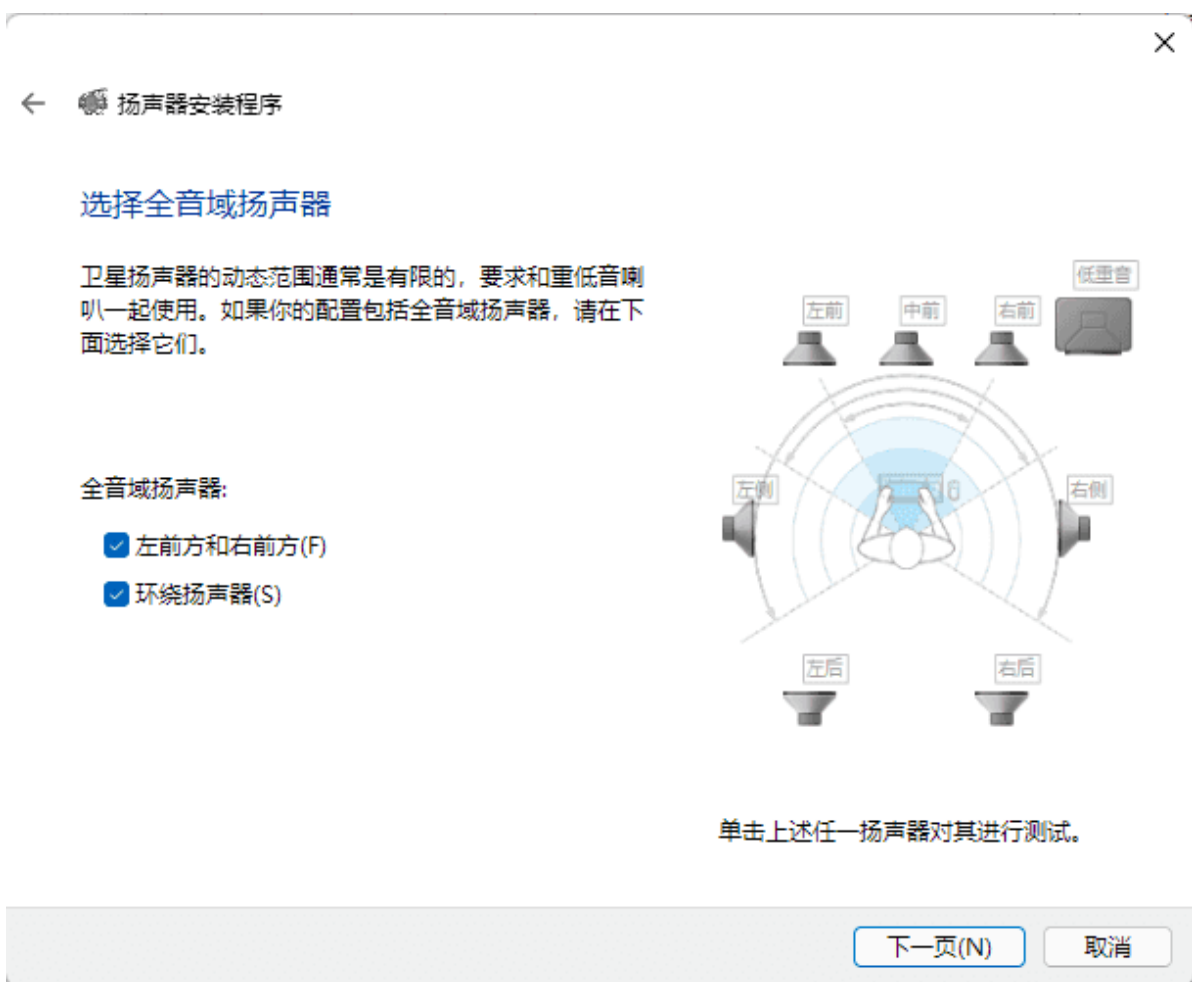 扬声器安装程序
选择全音域扬声器
卫星扬声器的动态范围通常是有限的，要求和重低音喇
叭一起使用。如果你的配置包括全音域扬声器，请在下
面选择它们。
全音域扬声器:
左前方和右前方(F)
环绕扬声器(S)
低重音
左前
中前
右前
左侧
右侧
左后
右后
单击上述任一扬声器对其进行测试。
下一页(N)
取消